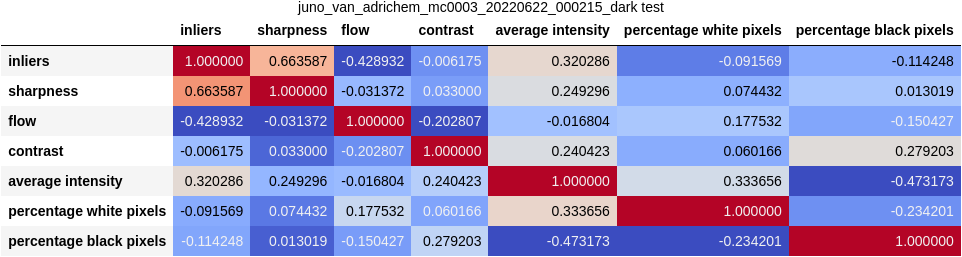 juno_van_adrichem_mc0003_20220622_000215_dark test
inliers sharpness flow contrast average intensity percentage white pixels percentage black pixels
inliers 1.000000 0.663587 -0.428932 -0.006175 0.320286 -0.091569 -0.114248
sharpness 0.663587 1.000000 -0.031372 0.033000 0.249296 0.074432 0.013019
flow -0.428932 -0.031372 1.000000 -0.202807 -0.016804 0.177532 -0.150427
contrast -0.006175 0.033000 -0.202807 1.000000 0.240423 0.060166 0.279203
average intensity 0.320286 0.249296 -0.016804 0.240423 1.000000 0.333656 -0.473173
percentage white pixels -0.091569 0.074432 0.177532 0.060166 0.333656 1.000000 -0.234201
percentage black pixels -0.114248 0.013019 -0.150427 0.279203 -0.473173 -0.234201 1.000000